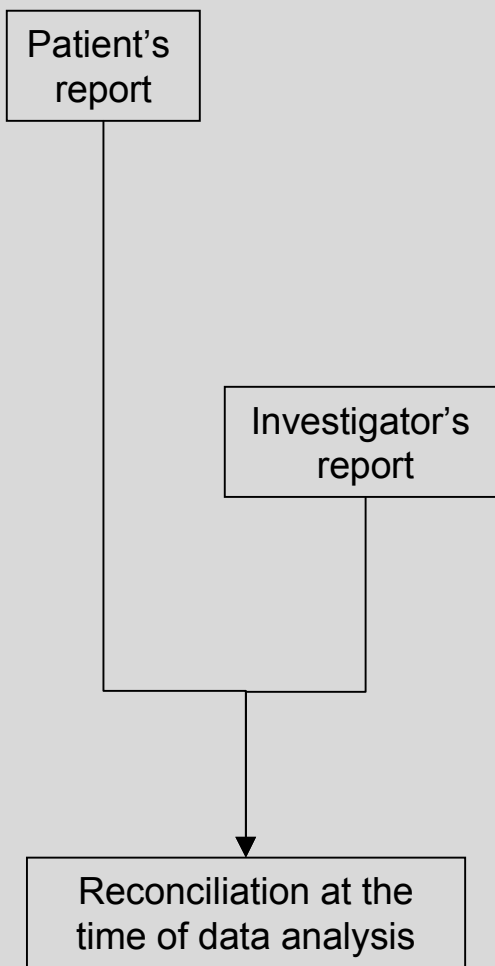 Patient’s
report
Investigator’s
report
Reconciliation at the
time of data analysis